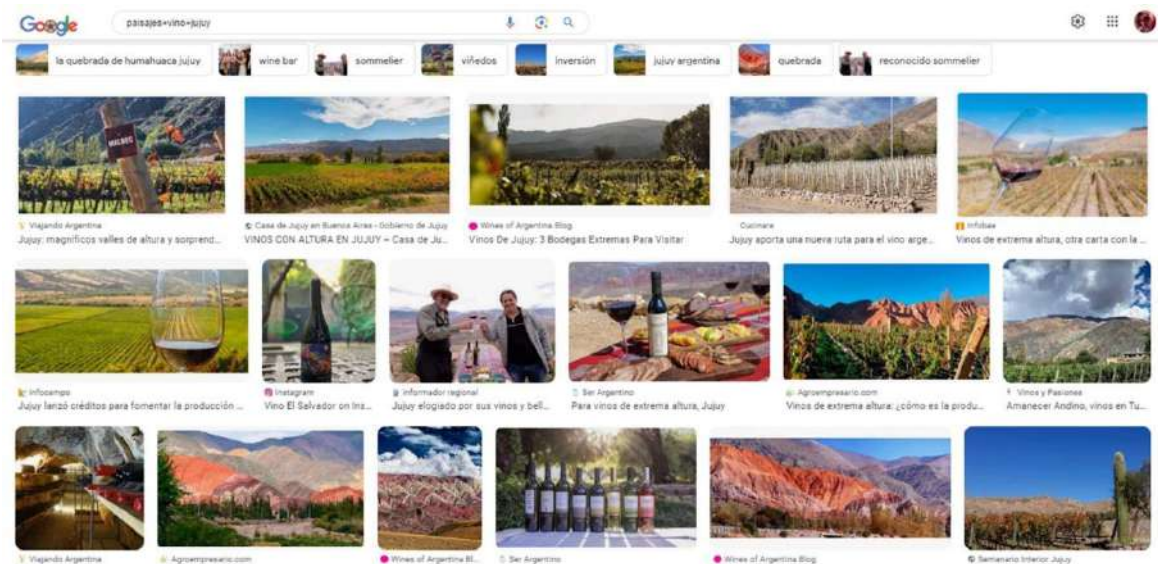 Google
paisajes+vino+jujuy
la quebrada de humahuaca jujuy
wine bar
sommelier
viñedos
inversión
jujuy argentina
quebrada
reconocido sommelier
MALBEC
Viajando Argentina
Jujuy: magníficos valles de altura y sorprend...
Casa de Jujuy en Buenos Aires - Gobierno de Jujuy
VINOS CON ALTURA EN JUJUY – Casa de Ju...
Wines of Argentina Blog
Vinos De Jujuy: 3 Bodegas Extremas Para Visitar
Cucinare
Jujuy aporta una nueva ruta para el vino arge...
Infobae
Vinos de extrema altura, otra carta con la ...
Infocampo
Jujuy lanzó créditos para fomentar la producción ...
Instagram
Vino El Salvador on Ins...
informador regional
Jujuy elogiado por sus vinos y bell...
Ser Argentino
Para vinos de extrema altura, Jujuy
Agroempresario.com
Vinos de extrema altura: ¿cómo es la produ...
Vinos y Pasiones
Amanecer Andino, vinos en Tu...
Viajando Argentina
Agroempresario.com
Wines of Argentina Bl...
Ser Argentino
Wines of Argentina Blog
Semanario Interior Jujuy